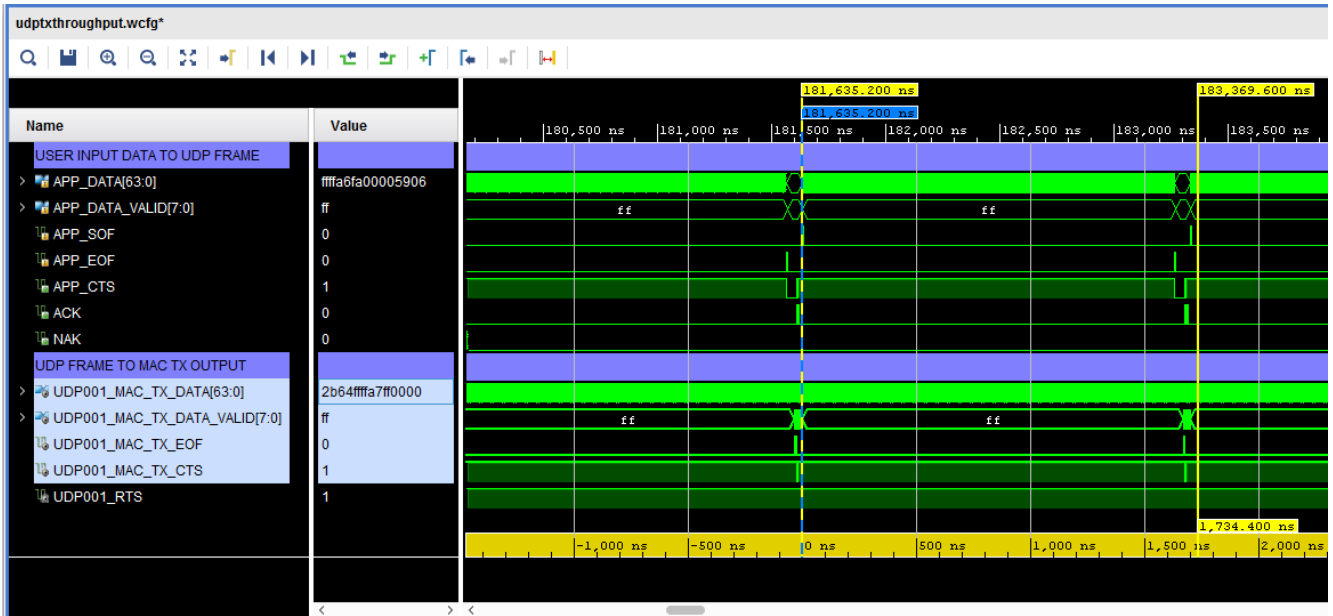 udptxthroughput.wcfg*
181,635.200 ns 183,369.600 ns
181,635.200 ns
Name Value 180,500 ns 181,000 ns 181,500 ns 182,000 ns 182,500 ns 183,000 ns 183,500 ns
USER INPUT DATA TO UDP FRAME
APP_DATA[63:0] ffffa6fa00005906
APP_DATA_VALID[7:0] ff ff ff
APP_SOF 0
APP_EOF 0
APP_CTS 1
ACK 0
NAK 0
UDP FRAME TO MAC TX OUTPUT
UDP001_MAC_TX_DATA[63:0] 2b64ffffa7ff0000
UDP001_MAC_TX_DATA_VALID[7:0] ff ff ff
UDP001_MAC_TX_EOF 0
UDP001_MAC_TX_CTS 1
UDP001_RTS 1
1,734.400 ns
-1,000 ns -500 ns 0 ns 500 ns 1,000 ns 1,500 ns 2,000 ns